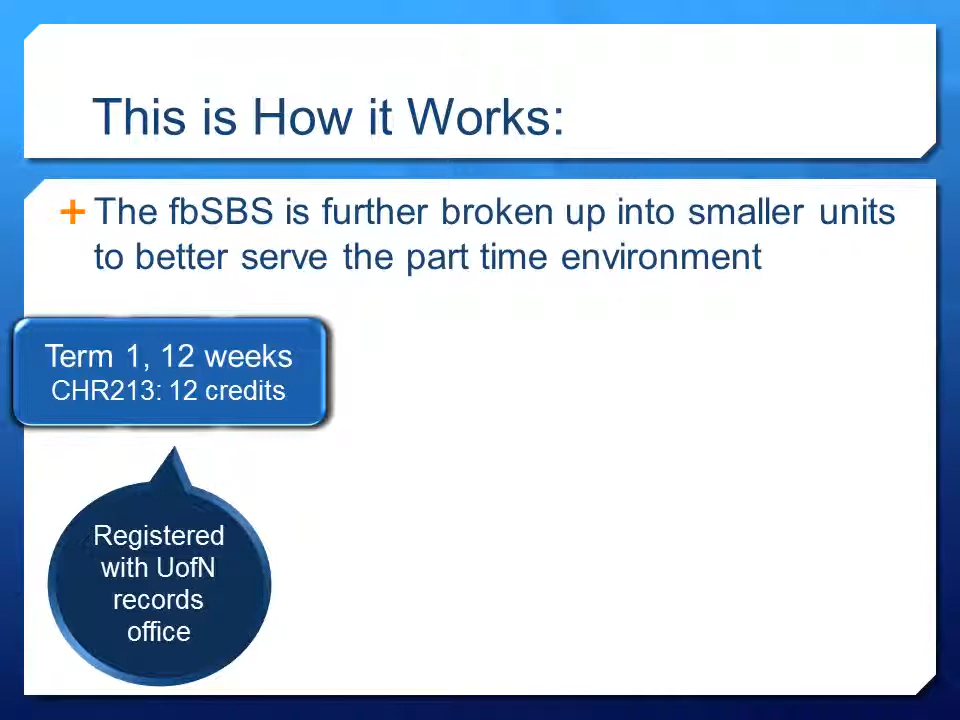 This is How it Works:
+ The fbSBS is further broken up into smaller units
to better serve the part time environment
Term 1, 12 weeks
CHR213: 12 credits
Registered
with UofN
records
office